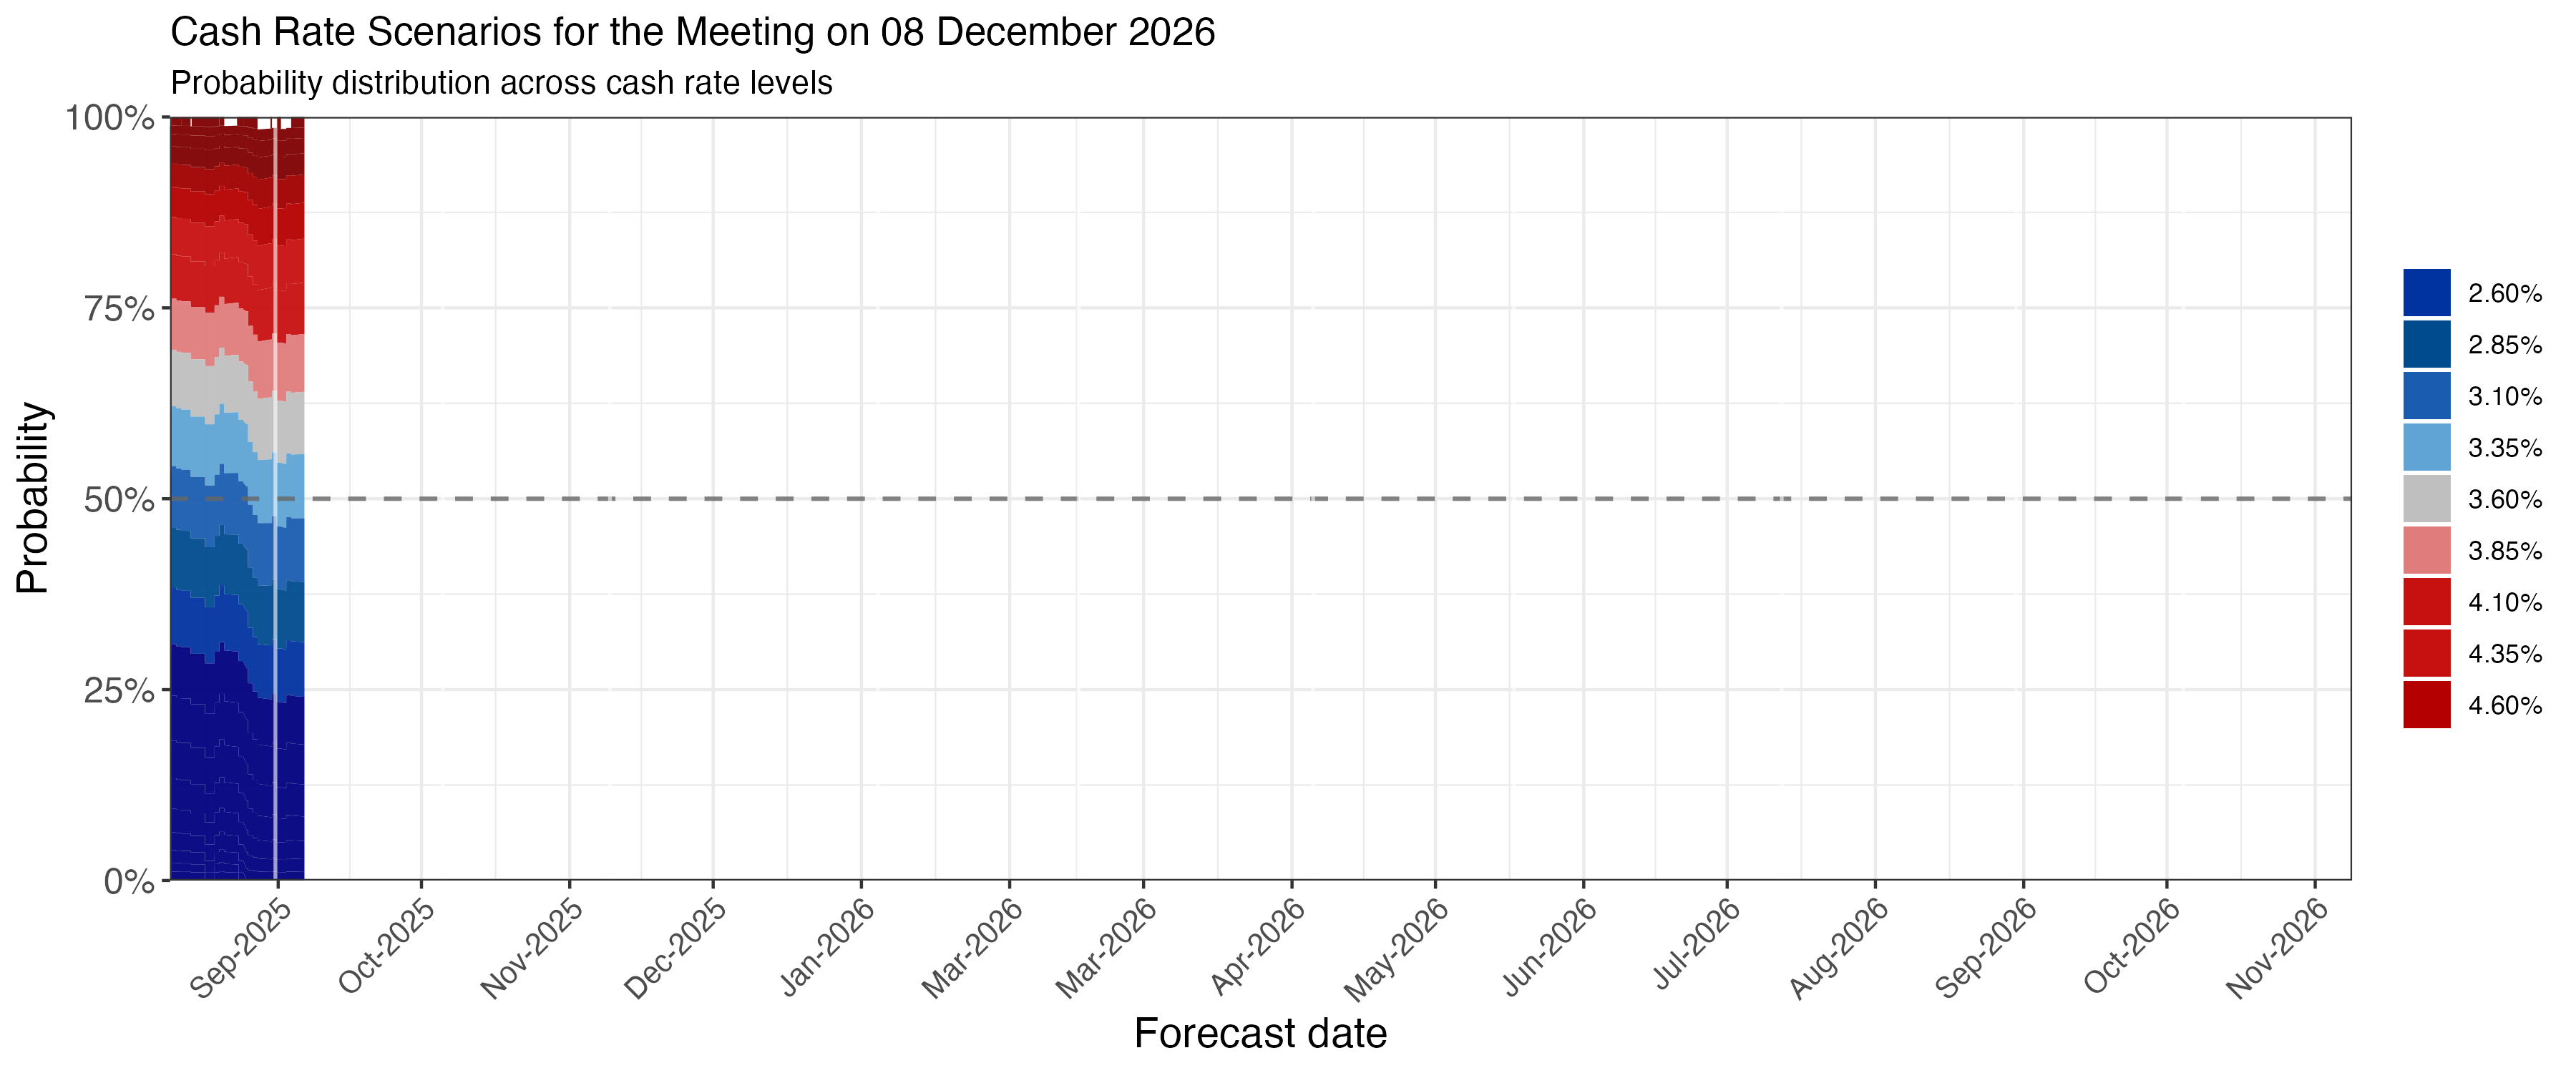 Cash Rate Scenarios for the Meeting on 08 December 2026
Probability distribution across cash rate levels
Probability
100%
75%
50%
25%
0%
Sep-2025
Oct-2025
Nov-2025
Dec-2025
Jan-2026
Mar-2026
Mar-2026
Apr-2026
May-2026
Jun-2026
Jul-2026
Aug-2026
Sep-2026
Oct-2026
Nov-2026
Forecast date
2.60%
2.85%
3.10%
3.35%
3.60%
3.85%
4.10%
4.35%
4.60%